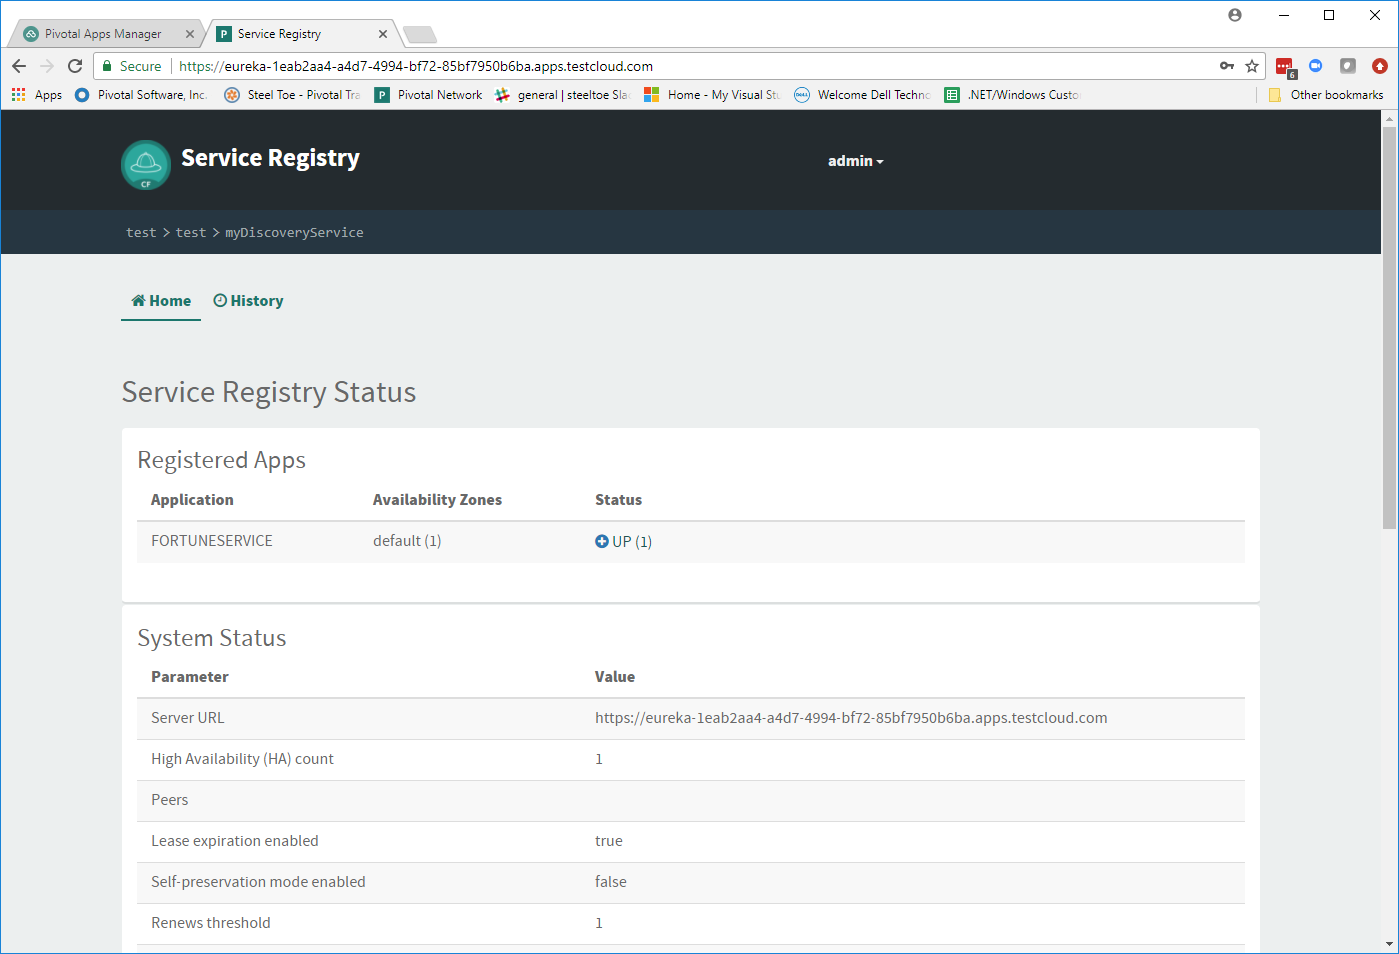 Pivotal Apps Manager
Service Registry
Secure https://eureka-1eab2aa4-a4d7-4994-bf72-85bf7950b6ba.apps.testcloud.com
6
Apps Pivotal Software, Inc. Steel Toe - Pivotal Tra Pivotal Network general | steeltoe Sla Home - My Visual Stu Welcome Dell Techno .NET/Windows Custo Other bookmarks
CF
Service Registry
admin
test > test > myDiscoveryService
Home History
Service Registry Status
Registered Apps
Application Availability Zones Status
FORTUNESERVICE default (1) UP (1)
System Status
Parameter Value
Server URL https://eureka-1eab2aa4-a4d7-4994-bf72-85bf7950b6ba.apps.testcloud.com
High Availability (HA) count 1
Peers
Lease expiration enabled true
Self-preservation mode enabled false
Renews threshold 1